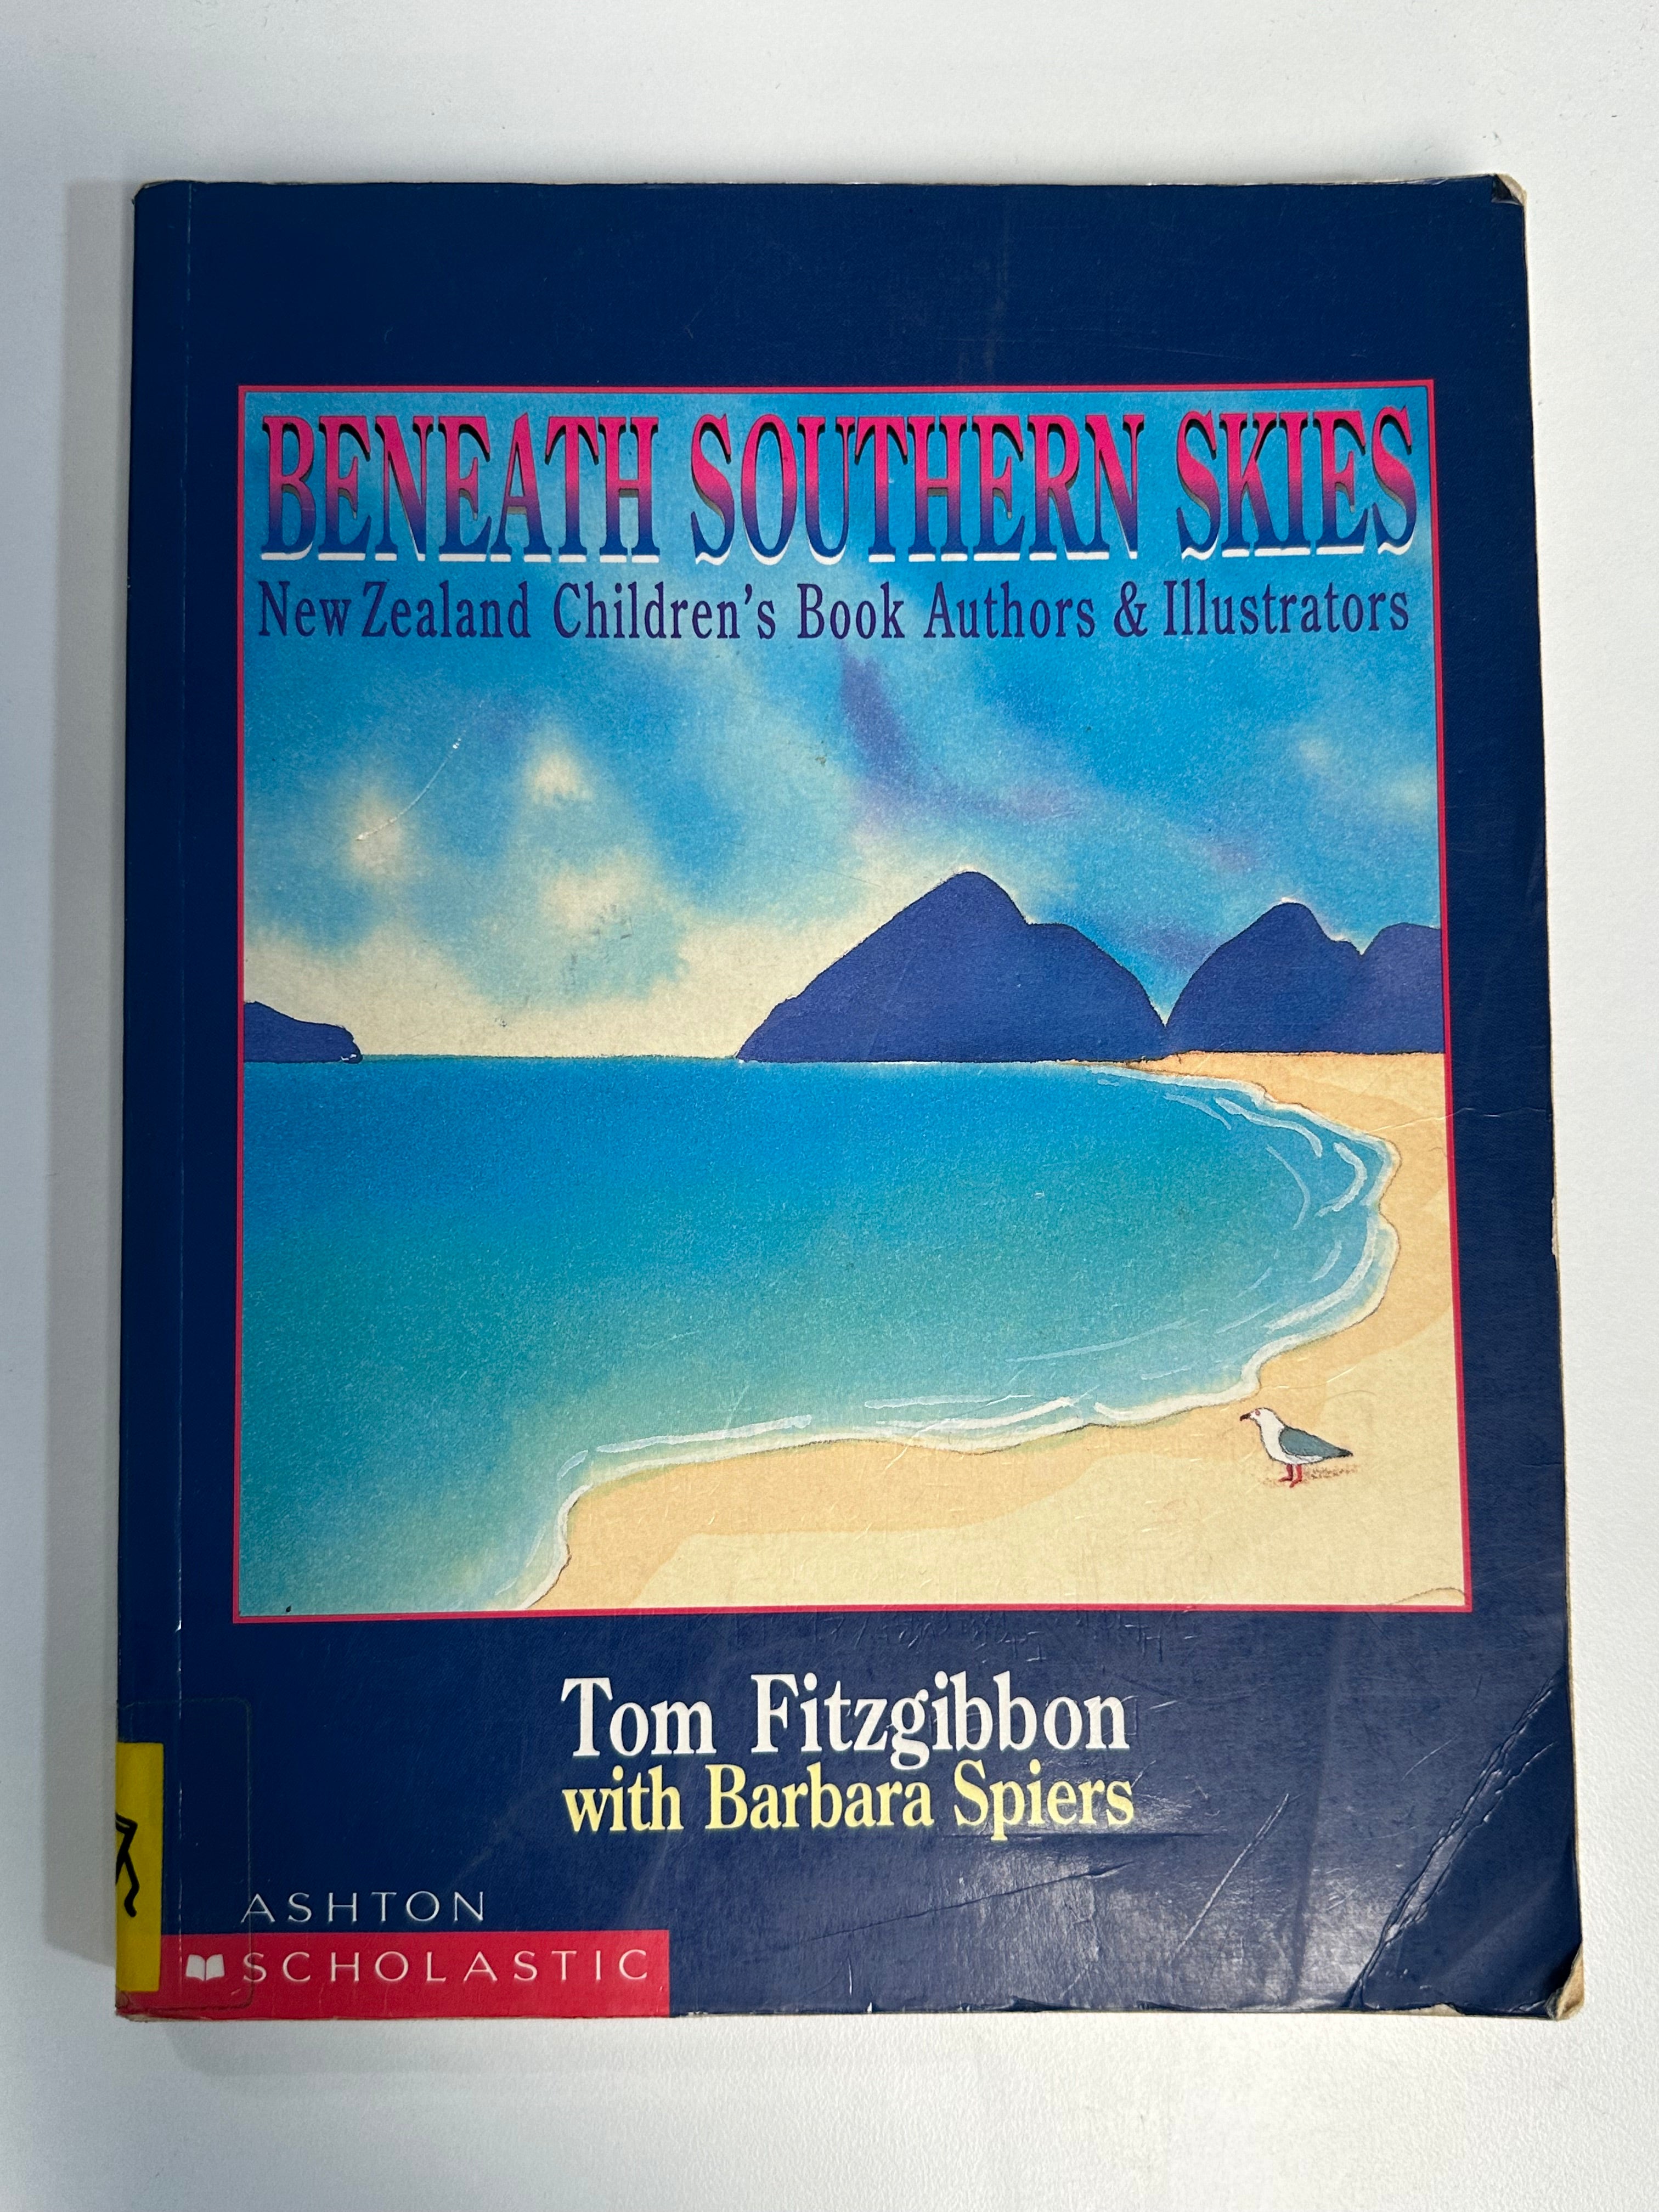 BENEATH SOUTHERN SKIES
New Zealand Children's Book Authors & Illustrators
Tom Fitzgibbon
with Barbara Spiers
ASHTON
SCHOLASTIC